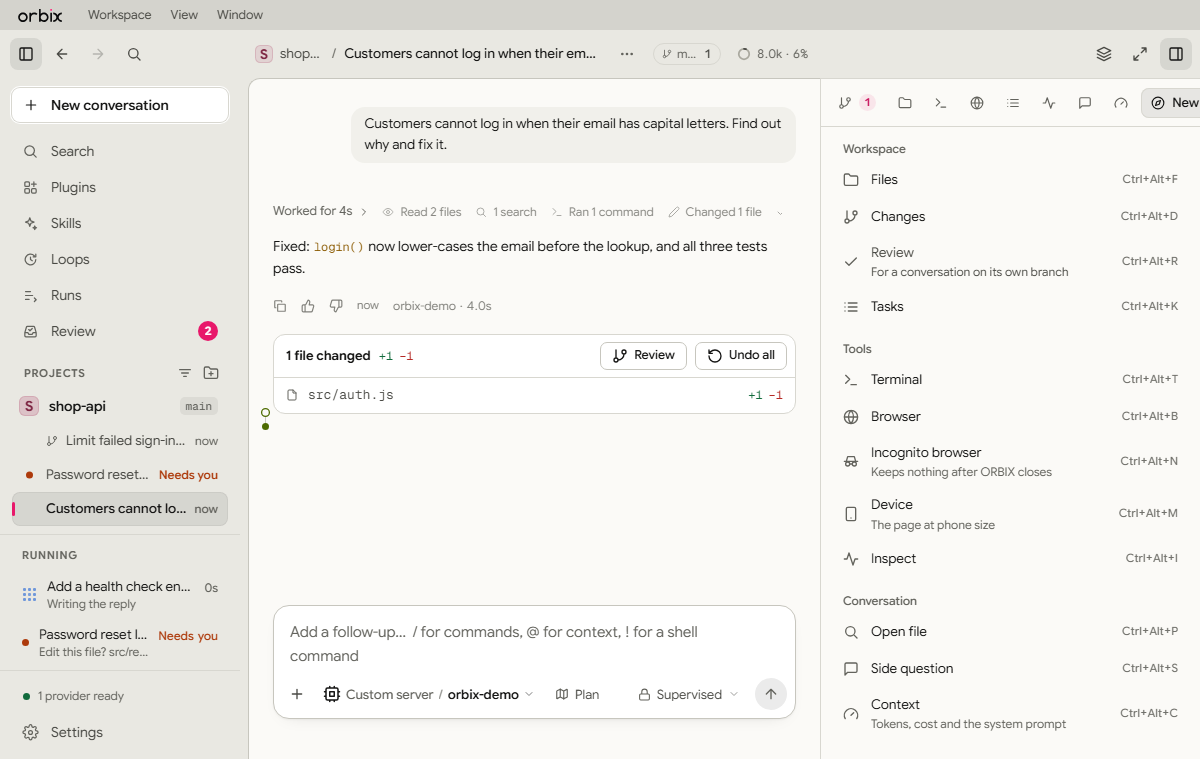 orbix Workspace View Window
S shop... / Customers cannot log in when their em... ... m... 1 8.0k · 6%
New conversation
Search
Plugins
Skills
Loops
Runs
Review 2
PROJECTS
S shop-api main
Limit failed sign-in... now
Password reset... Needs you
Customers cannot lo... now
RUNNING
Add a health check en... 0s
Writing the reply
Password reset l... Needs you
Edit this file? src/re...
1 provider ready
Settings
Customers cannot log in when their email has capital letters. Find out
why and fix it.
Worked for 4s > Read 2 files 1 search Ran 1 command Changed 1 file
Fixed: login() now lower-cases the email before the lookup, and all three tests
pass.
now orbix-demo · 4.0s
1 file changed +1 −1 Review Undo all
src/auth.js +1 −1
Add a follow-up... / for commands, @ for context, ! for a shell
command
Custom server / orbix-demo Plan Supervised
1 New
Workspace
Files Ctrl+Alt+F
Changes Ctrl+Alt+D
Review
For a conversation on its own branch Ctrl+Alt+R
Tasks Ctrl+Alt+K
Tools
Terminal Ctrl+Alt+T
Browser Ctrl+Alt+B
Incognito browser
Keeps nothing after ORBIX closes Ctrl+Alt+N
Device
The page at phone size Ctrl+Alt+M
Inspect Ctrl+Alt+I
Conversation
Open file Ctrl+Alt+P
Side question Ctrl+Alt+S
Context
Tokens, cost and the system prompt Ctrl+Alt+C